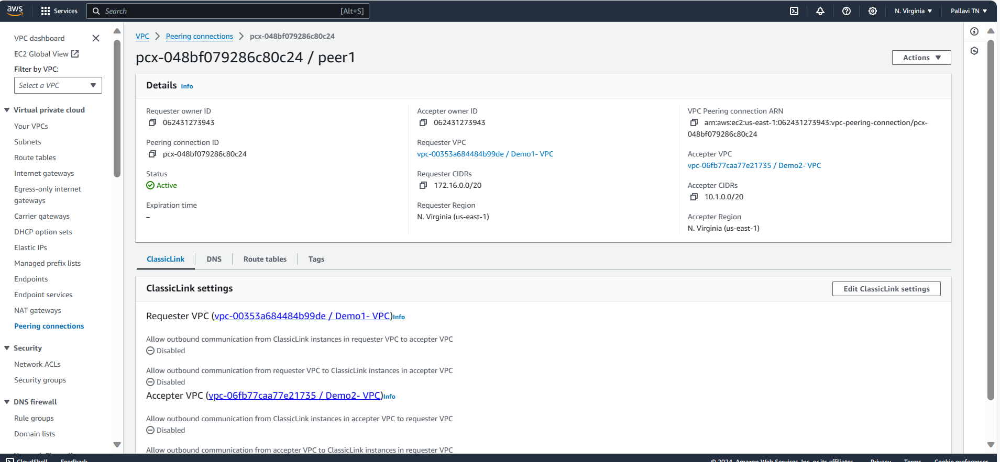 aws
Services
Search
[Alt+S]
N. Virginia
Pallavi TN
VPC dashboard
EC2 Global View
Filter by VPC:
Select a VPC
Virtual private cloud
Your VPCs
Subnets
Route tables
Internet gateways
Egress-only internet
gateways
Carrier gateways
DHCP option sets
Elastic IPs
Managed prefix lists
Endpoints
Endpoint services
NAT gateways
Peering connections
Security
Network ACLs
Security groups
DNS firewall
Rule groups
Domain lists
VPC > Peering connections > pcx-048bf079286c80c24
pcx-048bf079286c80c24 / peer1
Actions
Details Info
Requester owner ID
062431273943
Peering connection ID
pcx-048bf079286c80c24
Status
Active
Expiration time
–
Accepter owner ID
062431273943
Requester VPC
vpc-00353a684484b99de / Demo1- VPC
Requester CIDRs
172.16.0.0/20
Requester Region
N. Virginia (us-east-1)
VPC Peering connection ARN
arn:aws:ec2:us-east-1:062431273943:vpc-peering-connection/pcx-
048bf079286c80c24
Accepter VPC
vpc-06fb77caa77e21735 / Demo2- VPC
Accepter CIDRs
10.1.0.0/20
Accepter Region
N. Virginia (us-east-1)
ClassicLink
DNS
Route tables
Tags
ClassicLink settings
Edit ClassicLink settings
Requester VPC (vpc-00353a684484b99de / Demo1- VPC)Info
Allow outbound communication from ClassicLink instances in requester VPC to accepter VPC
Disabled
Allow outbound communication from requester VPC to ClassicLink instances in accepter VPC
Disabled
Accepter VPC (vpc-06fb77caa77e21735 / Demo2- VPC)Info
Allow outbound communication from ClassicLink instances in accepter VPC to requester VPC
Disabled
Allow outbound communication from accepter VPC to ClassicLink instances in requester VPC
CloudShell
Feedback
© 2024, Amazon Web Services, Inc. or its affiliates.
Privacy
Terms
Cookie preferences